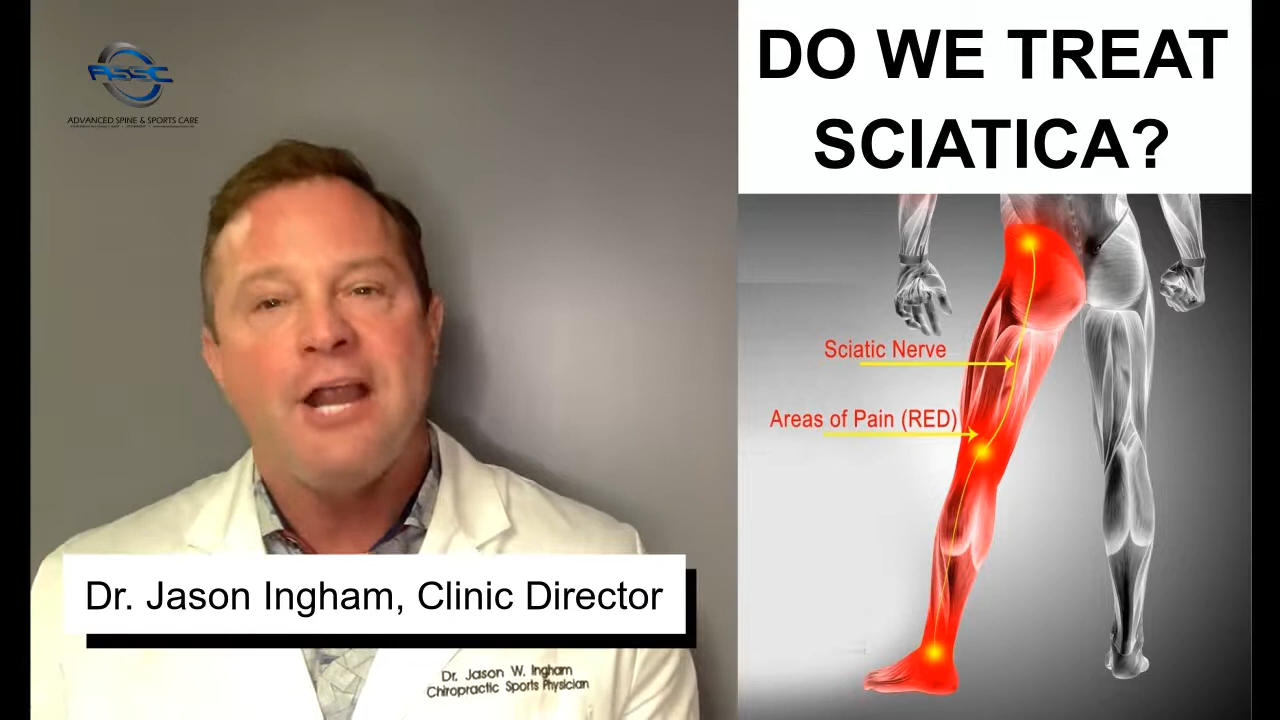 ASSC
ADVANCED SPINE & SPORTS CARE
DO WE TREAT
SCIATICA?
Sciatic Nerve
Areas of Pain (RED)
Dr. Jason Ingham, Clinic Director
Dr. Jason W. Ingham
Chiropractic Sports Physician